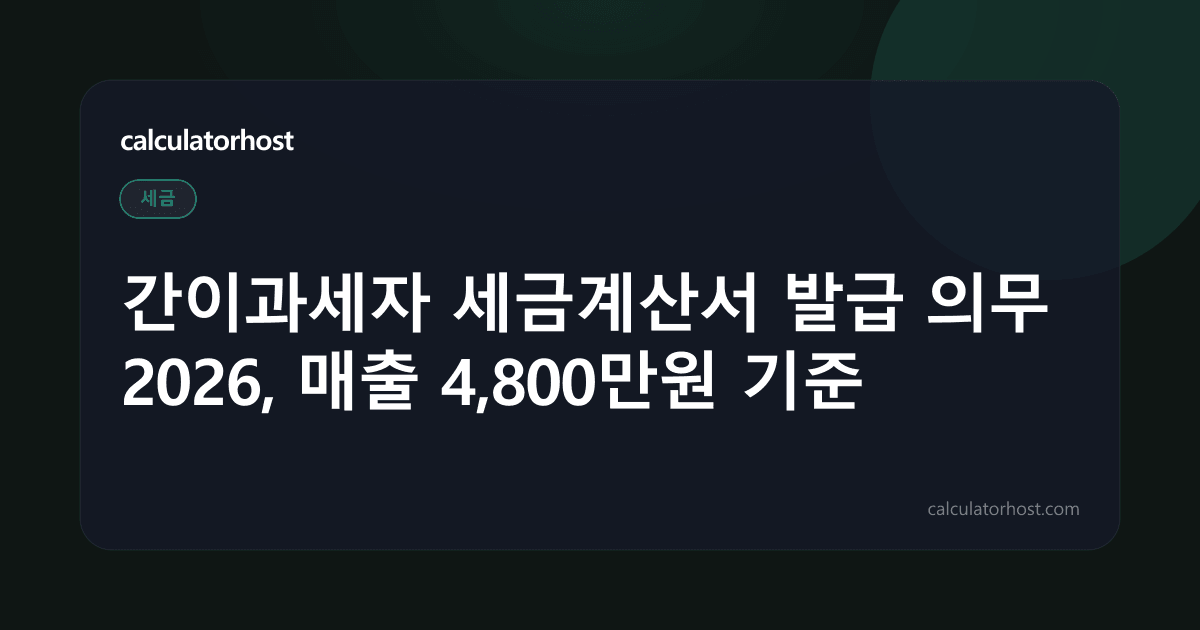 calculatorhost
세금
간이과세자 세금계산서 발급 의무
2026, 매출 4,800만원 기준
calculatorhost.com